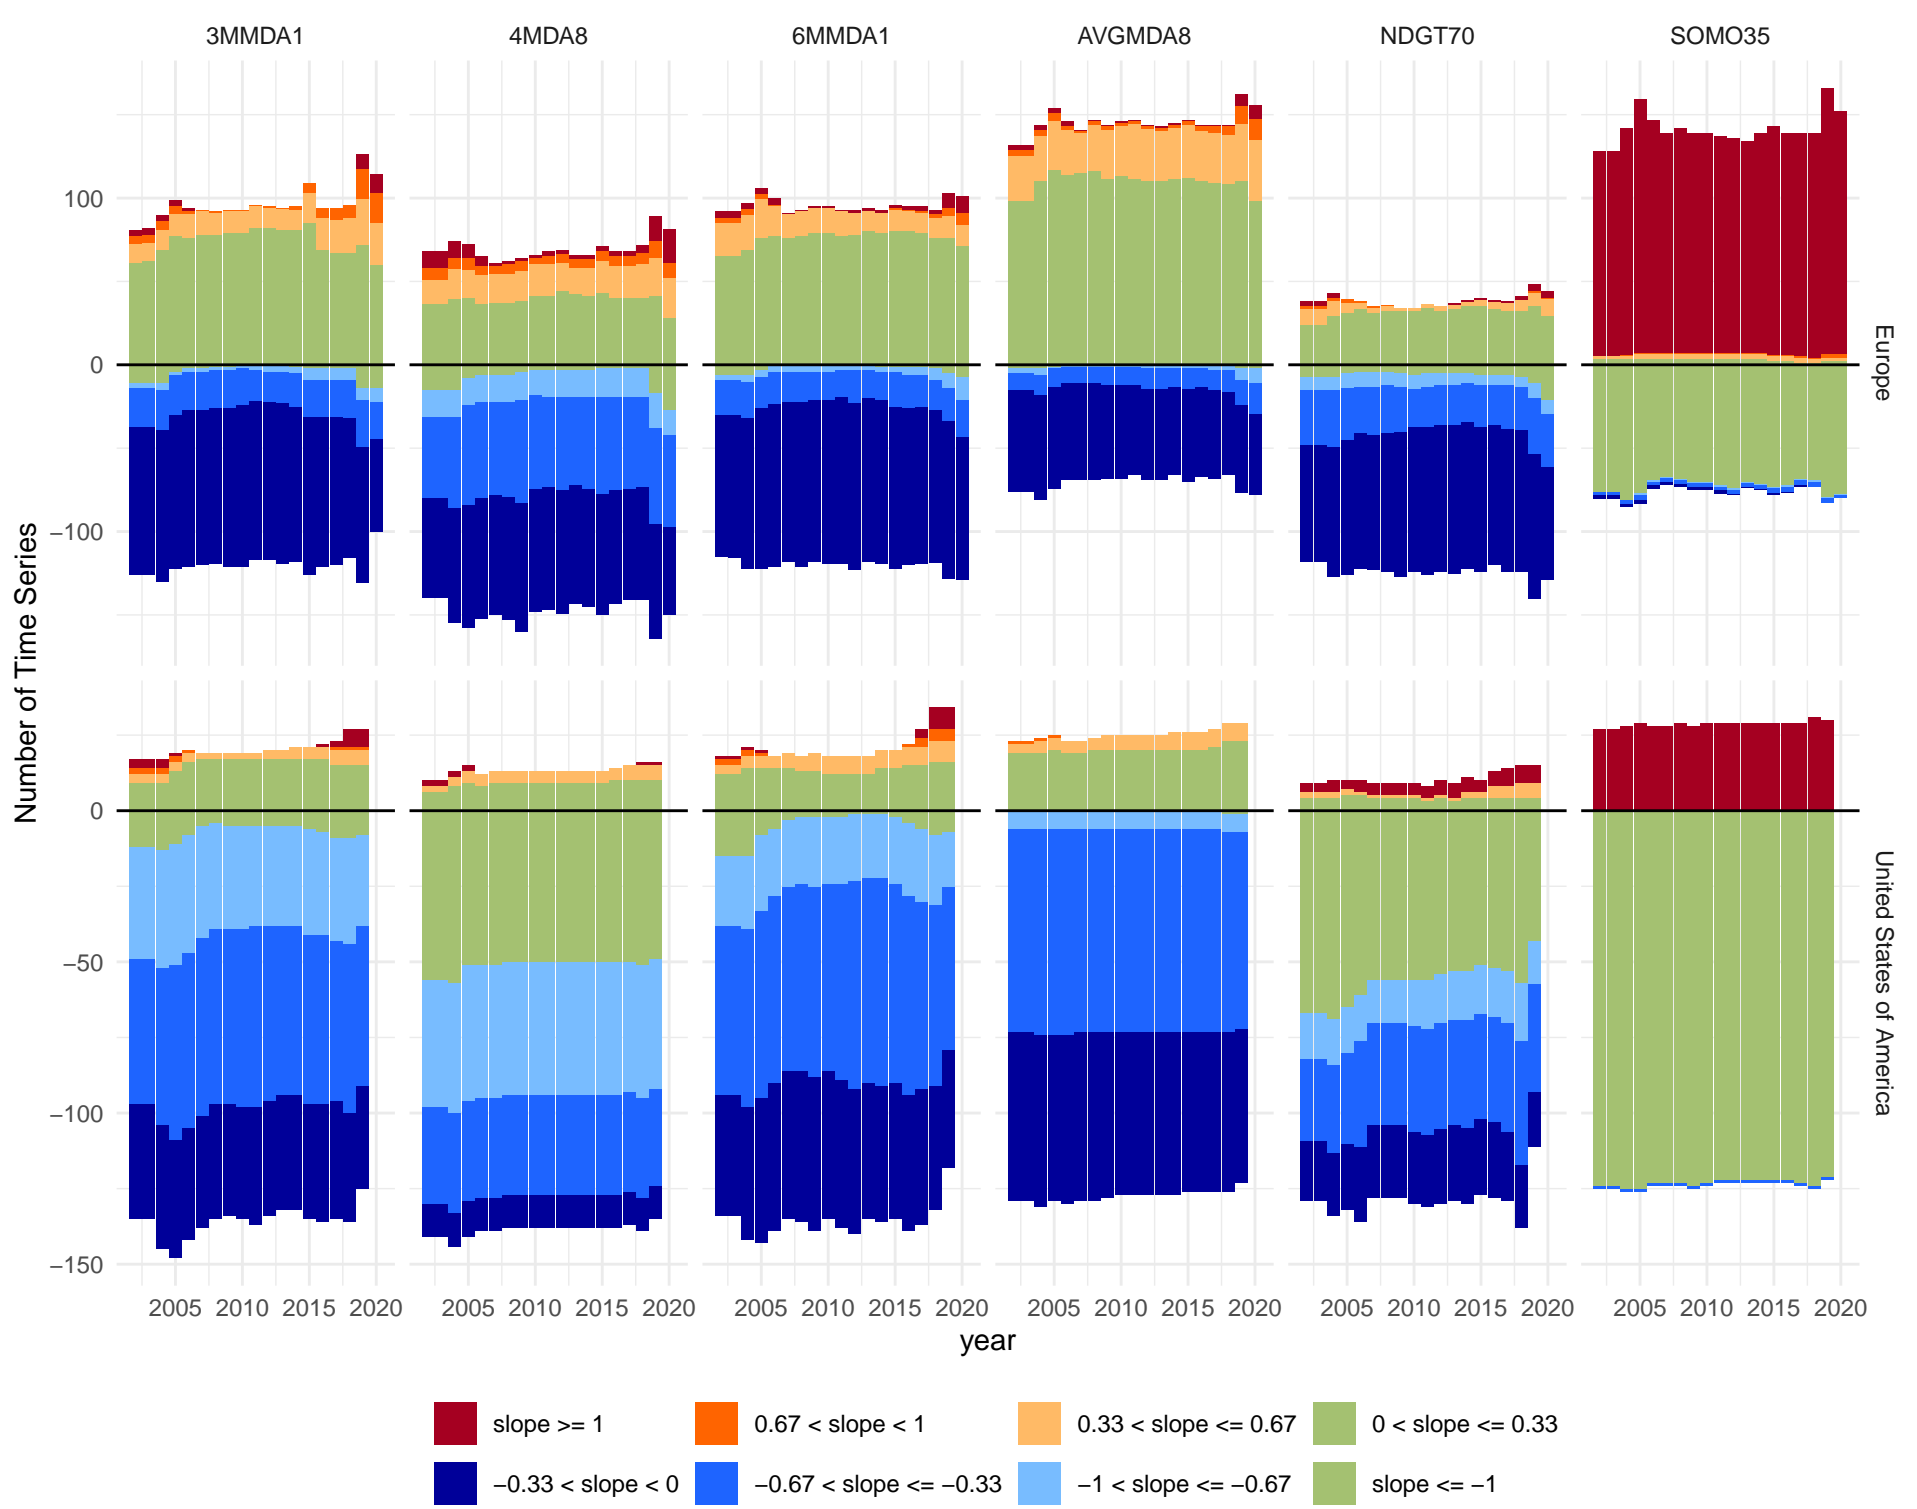 3MMDA1 4MDA8 6MMDA1 AVGMDA8 NDGT70 SOMO35
100
0
−100
Europe
Number of Time Series
0
−50
−100
−150
United States of America
2005 2010 2015 2020 2005 2010 2015 2020 2005 2010 2015 2020 2005 2010 2015 2020 2005 2010 2015 2020 2005 2010 2015 2020
year
slope >= 1 0.67 < slope < 1 0.33 < slope <= 0.67 0 < slope <= 0.33
−0.33 < slope < 0 −0.67 < slope <= −0.33 −1 < slope <= −0.67 slope <= −1